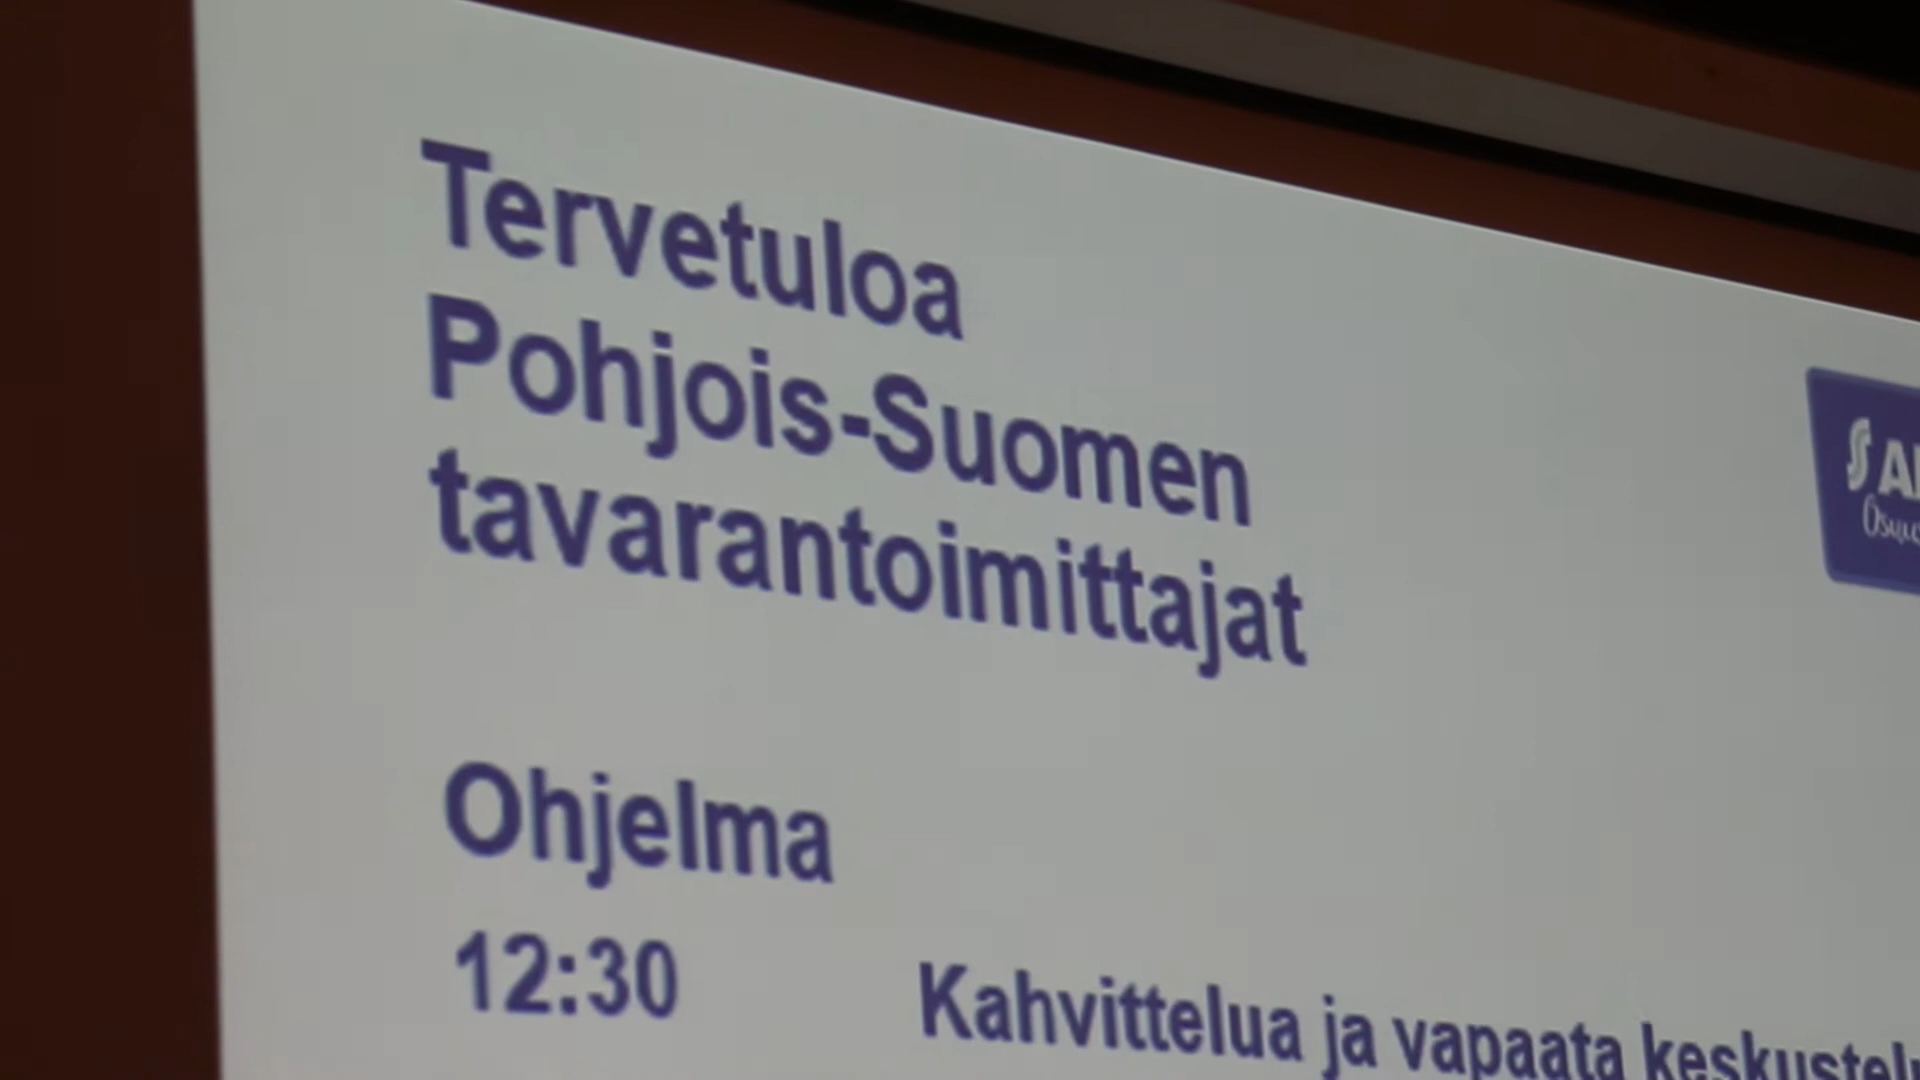 Tervetuloa
Pohjois-Suomen
tavarantoimittajat
Ohjelma
12:30 Kahvittelua ja vapaata